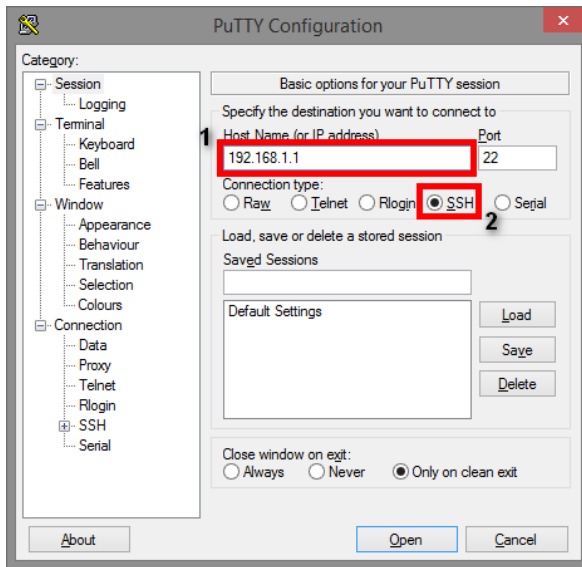 PuTTY Configuration
Category:
Session
Logging
Terminal
Keyboard
Bell
Features
Window
Appearance
Behaviour
Translation
Selection
Colours
Connection
Data
Proxy
Telnet
Rlogin
SSH
Serial
Basic options for your PuTTY session
Specify the destination you want to connect to
Host Name (or IP address) Port
1
192.168.1.1 22
Connection type:
Raw Telnet Rlogin SSH Serial
2
Load, save or delete a stored session
Saved Sessions
Default Settings
Load
Save
Delete
Close window on exit:
Always Never Only on clean exit
About Open Cancel